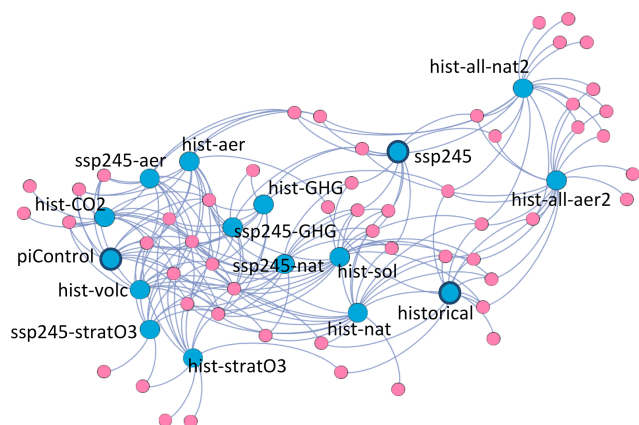 hist-all-nat2
hist-aer
ssp245
ssp245-aer
hist-GHG
hist-all-aer2
hist-CO2
ssp245-GHG
piControl
ssp245-nat
hist-sol
hist-volc
historical
ssp245-stratO3
hist-nat
hist-stratO3